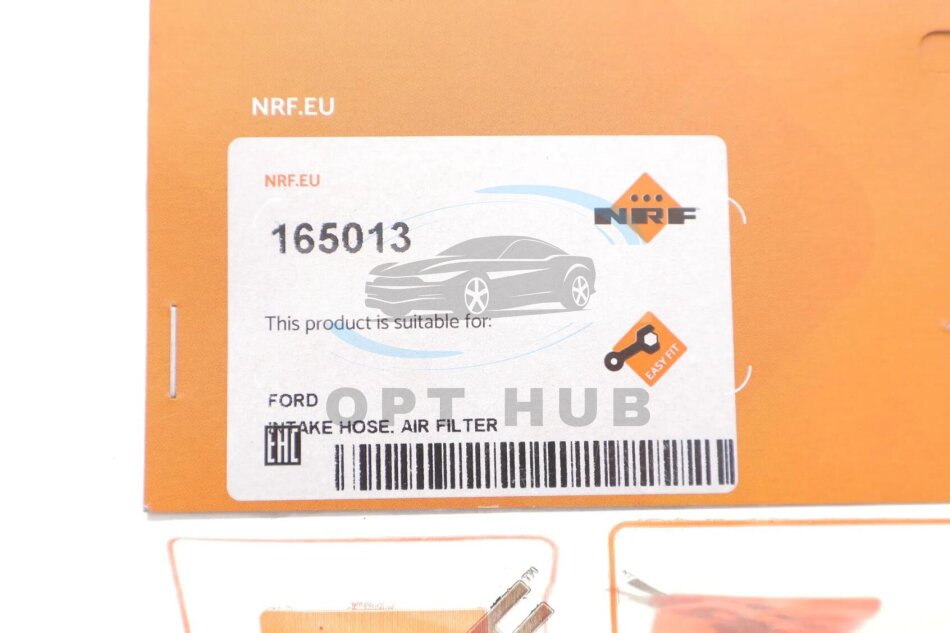 NRF.EU
NRF.EU
NRF
165013
This product is suitable for:
EASY FIT
FORD
OPT HUB
INTAKE HOSE. AIR FILTER
EAC